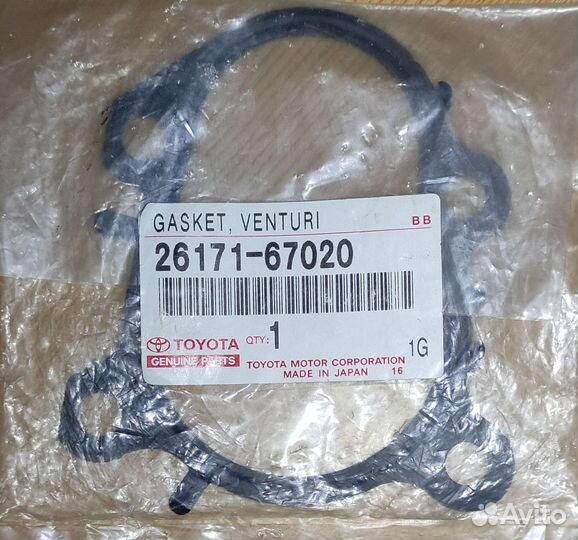 GASKET, VENTURI BB
26171-67020
TOYOTA QTY: 1 1G
GENUINE PARTS
TOYOTA MOTOR CORPORATION
MADE IN JAPAN 16
Avito